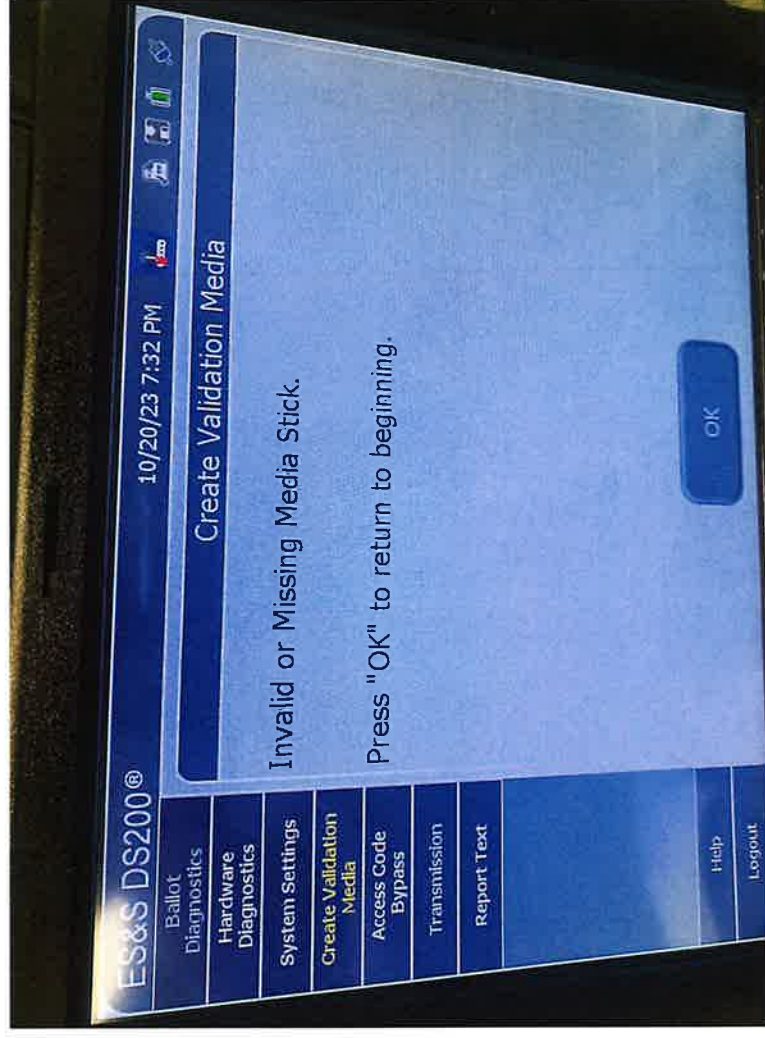 ES&S DS200®
10/20/23 7:32 PM
Ballot
Diagnostics
Hardware
Diagnostics
System Settings
Create Validation
Media
Access Code
Bypass
Transmission
Report Text
Help
Logout
Create Validation Media
Invalid or Missing Media Stick.
Press "OK" to return to beginning.
OK